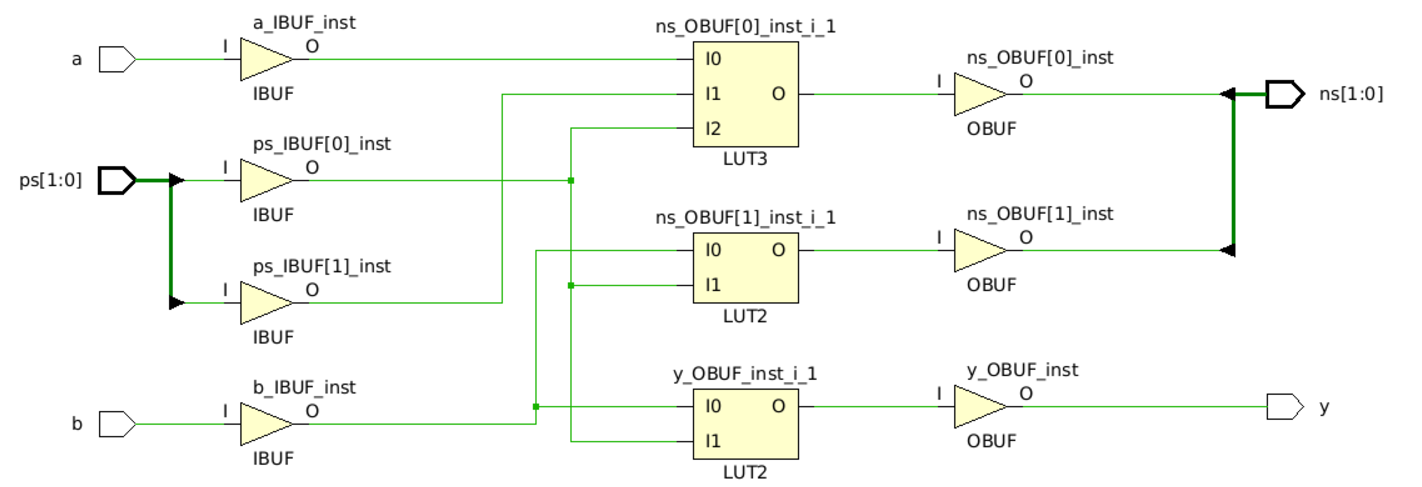 a_IBUF_inst
a
I
O
IBUF
ps_IBUF[0]_inst
ps[1:0]
I
O
IBUF
ps_IBUF[1]_inst
I
O
IBUF
b_IBUF_inst
b
I
O
IBUF
ns_OBUF[0]_inst_i_1
I0
I1
I2
O
LUT3
ns_OBUF[1]_inst_i_1
I0
I1
O
LUT2
y_OBUF_inst_i_1
I0
I1
O
LUT2
ns_OBUF[0]_inst
I
O
OBUF
ns[1:0]
ns_OBUF[1]_inst
I
O
OBUF
y_OBUF_inst
I
O
OBUF
y